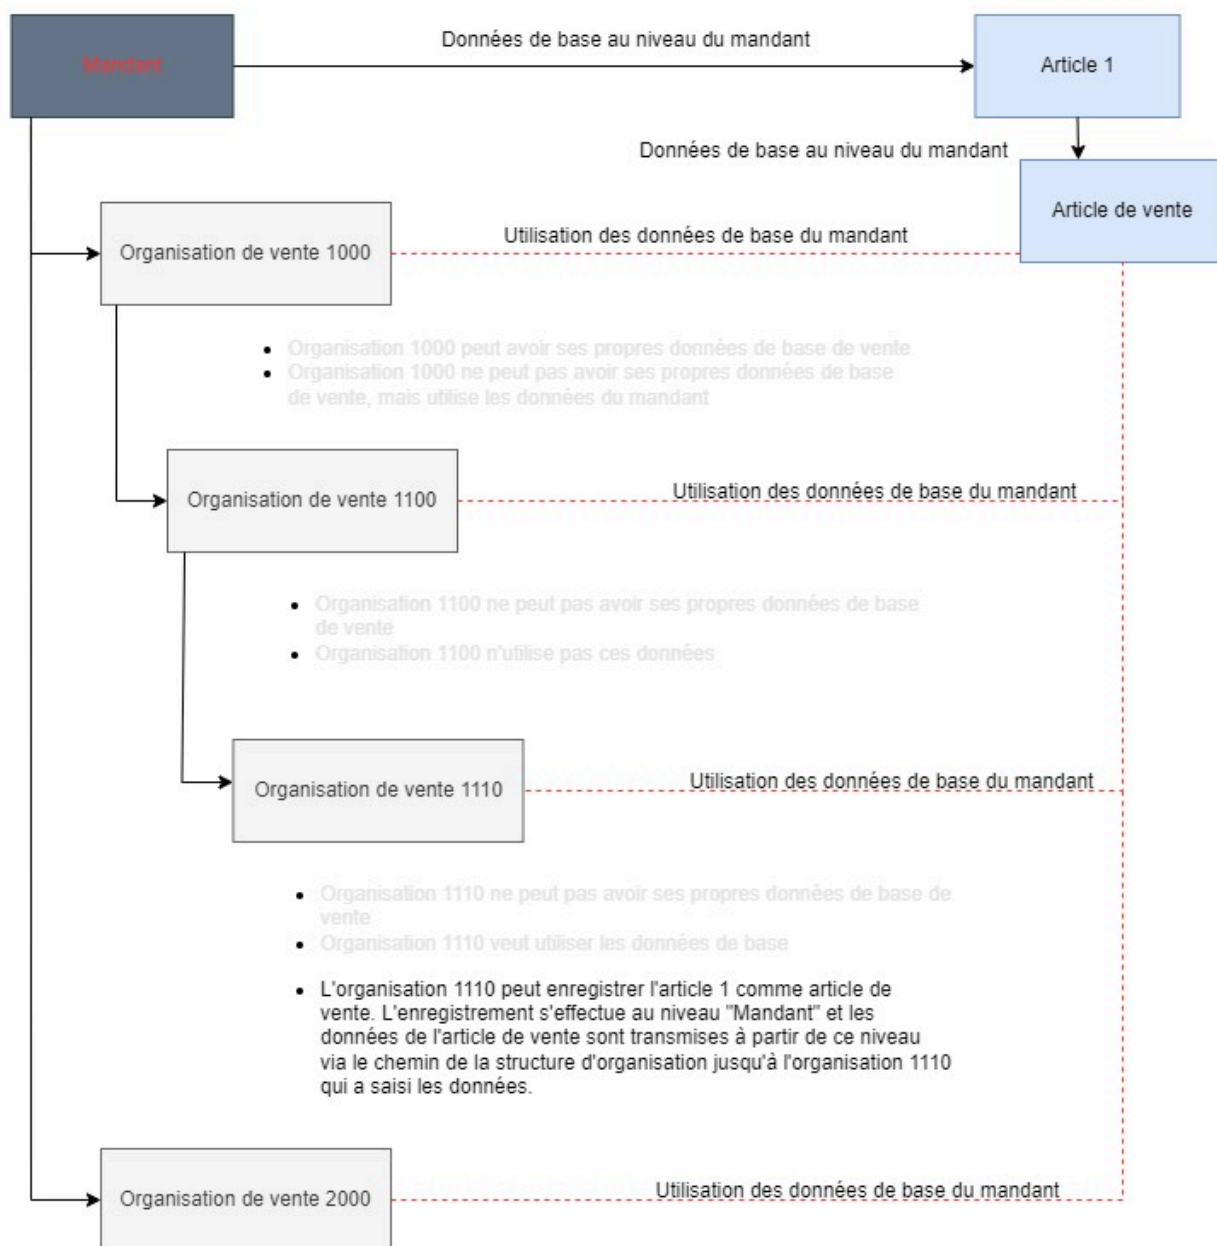 Données de base au niveau du mandant
Mandant
Article 1
Données de base au niveau du mandant
Article de vente
Utilisation des données de base du mandant
Organisation de vente 1000
Organisation 1000 peut avoir ses propres données de base de vente
Organisation 1000 ne peut pas avoir ses propres données de base
de vente, mais utilise les données du mandant
Organisation de vente 1100
Utilisation des données de base du mandant
Organisation 1100 ne peut pas avoir ses propres données de base
de vente
Organisation 1100 n'utilise pas ces données
Organisation de vente 1110
Utilisation des données de base du mandant
Organisation 1110 ne peut pas avoir ses propres données de base de
vente
Organisation 1110 veut utiliser les données de base
L'organisation 1110 peut enregistrer l'article 1 comme article de
vente. L'enregistrement s'effectue au niveau "Mandant" et les
données de l'article de vente sont transmises à partir de ce niveau
via le chemin de la structure d'organisation jusqu'à l'organisation 1110
qui a saisi les données.
Organisation de vente 2000
Utilisation des données de base du mandant